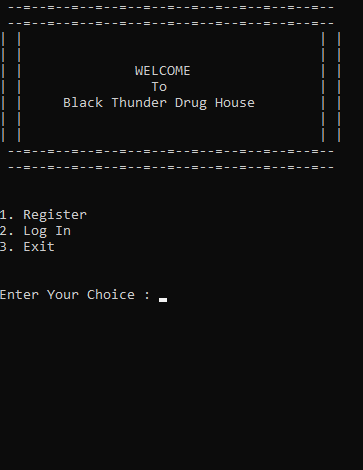 --=--=--=--=--=--=--=--=--=--=--=--=--=--
--=--=--=--=--=--=--=--=--=--=--=--=--=--
| | | |
| | | |
| | WELCOME | |
| | To | |
| | Black Thunder Drug House | |
| | | |
| | | |
--=--=--=--=--=--=--=--=--=--=--=--=--=--
--=--=--=--=--=--=--=--=--=--=--=--=--=--
1. Register
2. Log In
3. Exit
Enter Your Choice :